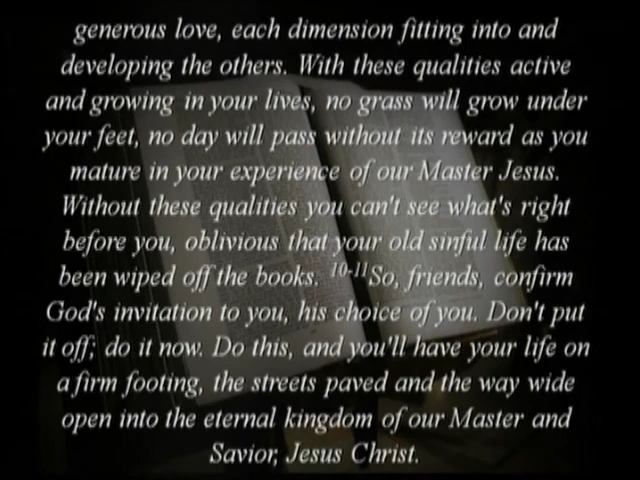 generous love, each dimension fitting into and
developing the others. With these qualities active
and growing in your lives, no grass will grow under
your feet, no day will pass without its reward as you
mature in your experience of our Master Jesus.
Without these qualities you can't see what's right
before you, oblivious that your old sinful life has
been wiped off the books. 10-11So, friends, confirm
God's invitation to you, his choice of you. Don't put
it off; do it now. Do this, and you'll have your life on
a firm footing, the streets paved and the way wide
open into the eternal kingdom of our Master and
Savior, Jesus Christ.